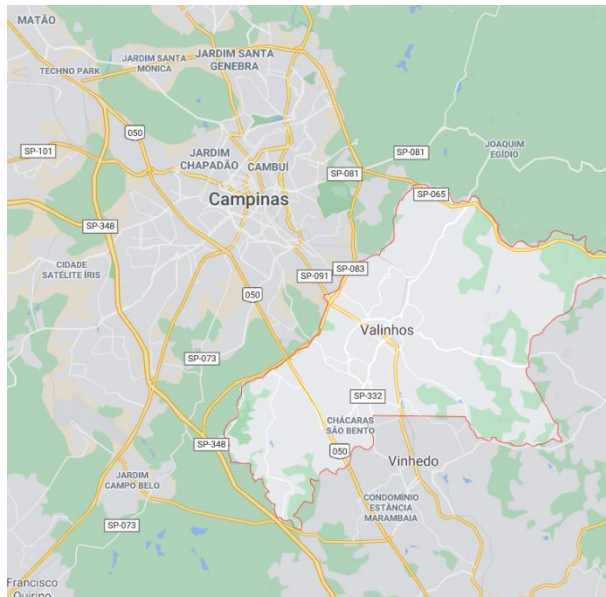 MATÃO
JARDIM SANTA
MÔNICA
JARDIM SANTA
GENEBRA
TECHNO PARK
050
SP-101
JARDIM
CHAPADÃO
CAMBUÍ
SP-081
SP-081
JOAQUIM
EGÍDIO
SP-065
Campinas
SP-348
CIDADE
SATÉLITE ÍRIS
SP-091
SP-083
050
Valinhos
SP-073
SP-332
CHÁCARAS
SÃO BENTO
SP-348
050
Vinhedo
JARDIM
CAMPO BELO
CONDOMÍNIO
ESTÂNCIA
MARAMBAIA
SP-073
Francisco
Quirino